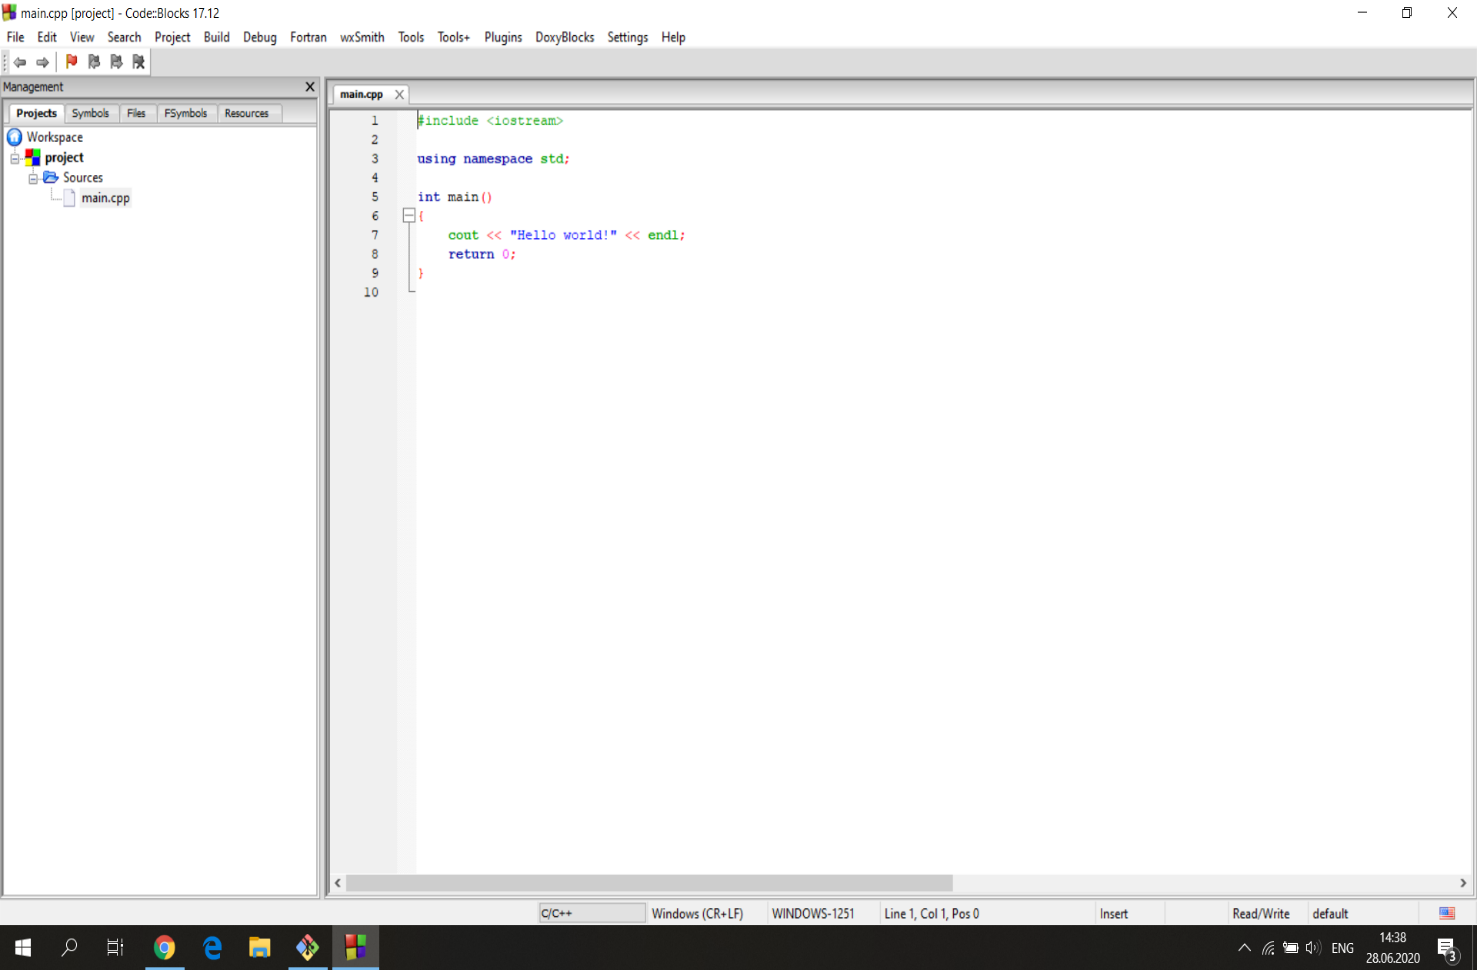 main.cpp [project] - Code::Blocks 17.12
File Edit View Search Project Build Debug Fortran wxSmith Tools Tools+ Plugins DoxyBlocks Settings Help
Management
Projects Symbols Files FSymbols Resources
Workspace
project
Sources
main.cpp
main.cpp
1 #include <iostream>
2
3 using namespace std;
4
5 int main()
6 {
7 cout << "Hello world!" << endl;
8 return 0;
9 }
10
C/C++ Windows (CR+LF) WINDOWS-1251 Line 1, Col 1, Pos 0 Insert Read/Write default
ENG 14:38
28.06.2020 3